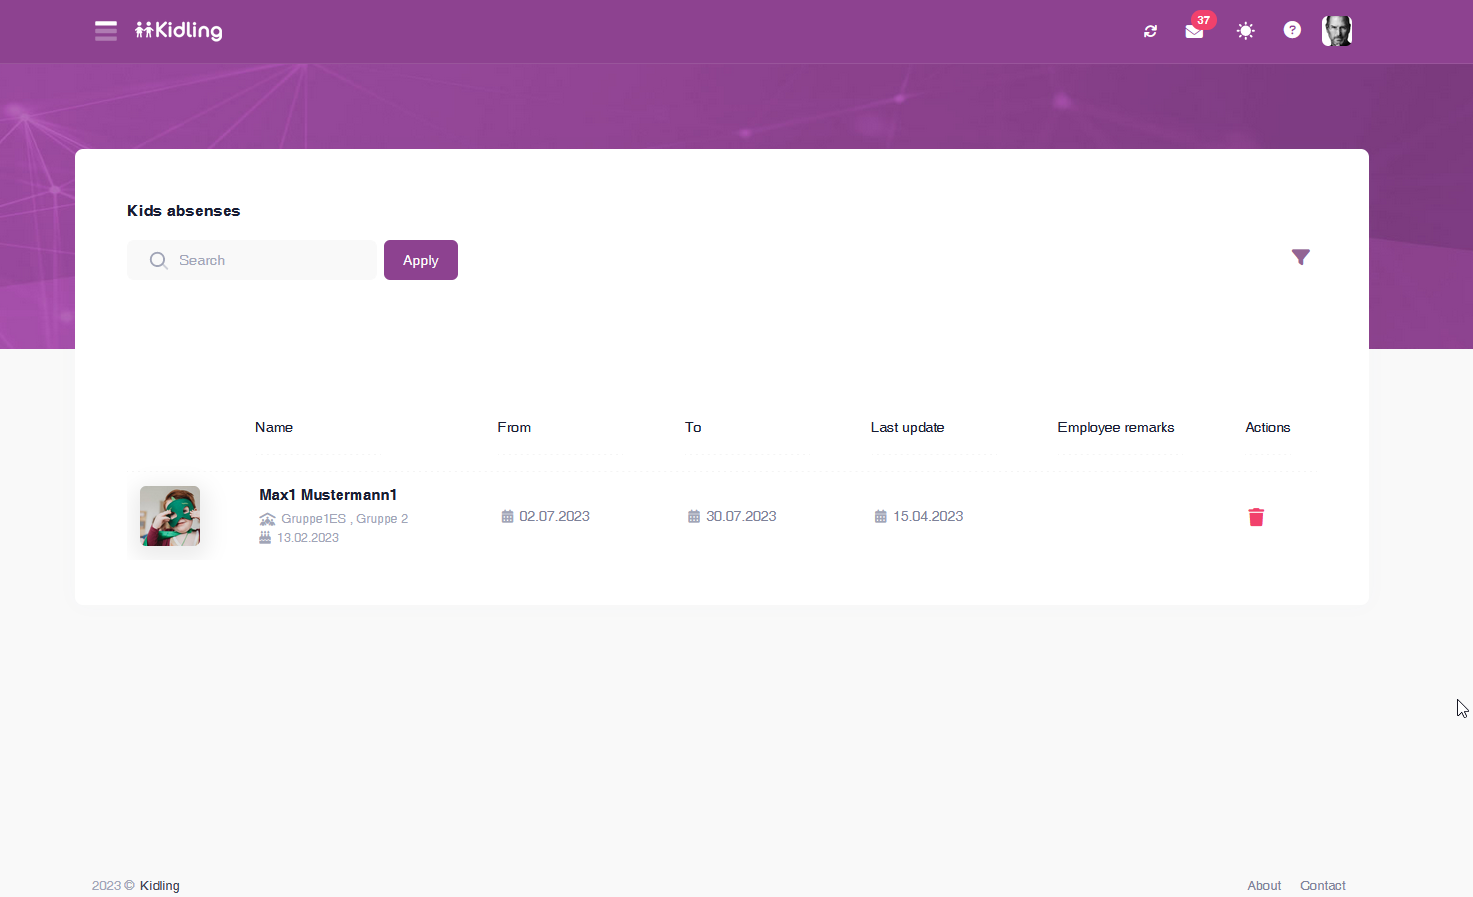 Kidling
37
?
Kids absenses
Search
Apply
Name
From
To
Last update
Employee remarks
Actions
Max1 Mustermann1
Gruppe1ES , Gruppe 2
13.02.2023
02.07.2023
30.07.2023
15.04.2023
2023 © Kidling
About
Contact